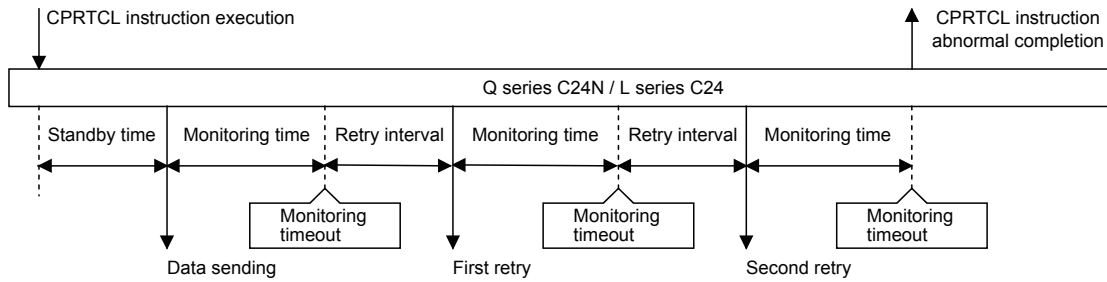 CPRTCL instruction execution
CPRTCL instruction
abnormal completion
Q series C24N / L series C24
Standby time
Monitoring time
Retry interval
Monitoring time
Retry interval
Monitoring time
Monitoring
timeout
Monitoring
timeout
Monitoring
timeout
Data sending
First retry
Second retry